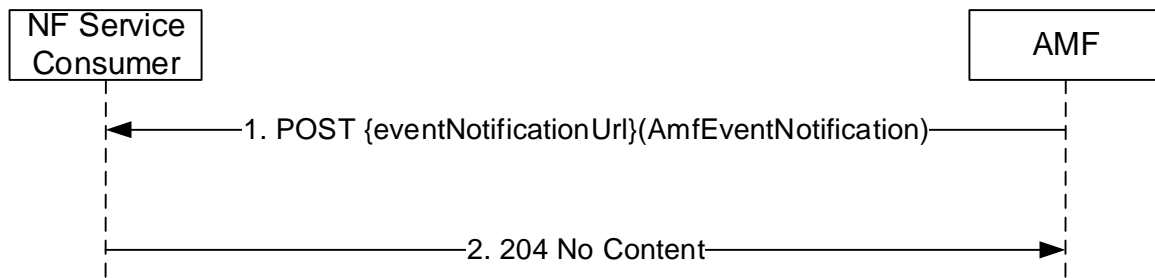 NF Service
Consumer
AMF
1. POST {eventNotificationUrl}(AmfEventNotification)
2. 204 No Content